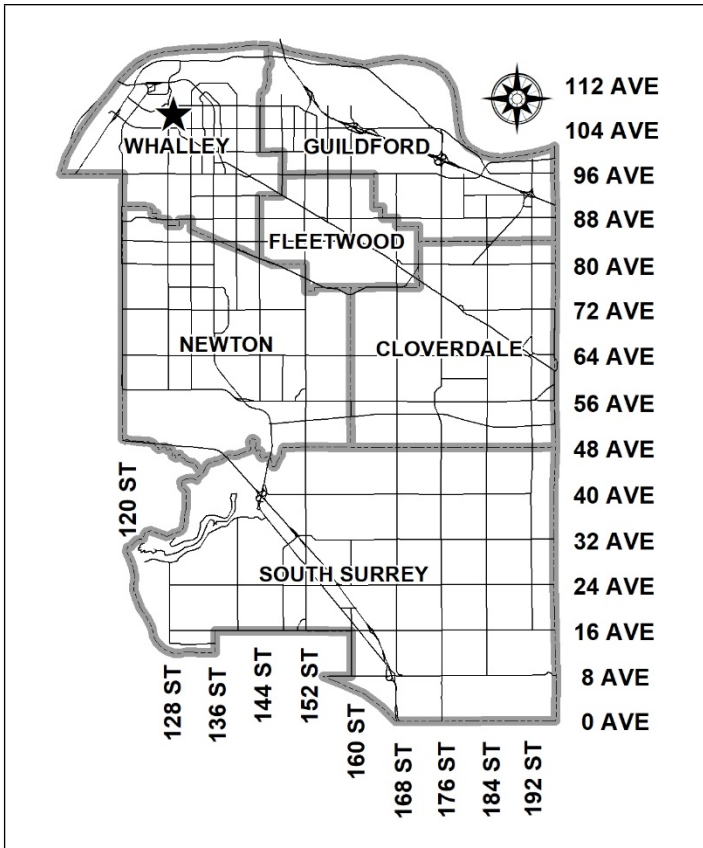 112 AVE
104 AVE
WHALLEY
GUILDFORD
96 AVE
88 AVE
FLEETWOOD
80 AVE
72 AVE
NEWTON
CLOVERDALE
64 AVE
56 AVE
48 AVE
120 ST
40 AVE
32 AVE
SOUTH SURREY
24 AVE
16 AVE
8 AVE
0 AVE
128 ST
136 ST
144 ST
152 ST
160 ST
168 ST
176 ST
184 ST
192 ST